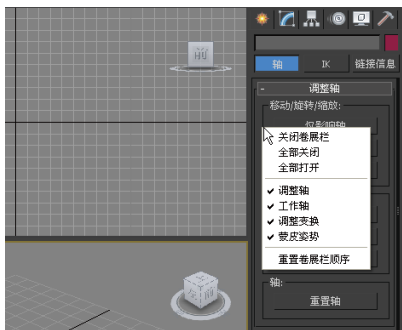 前
轴
IK
链接信息
- 调整轴
移动/旋转/缩放:
仅影响轴
关闭卷展栏
全部关闭
全部打开
✓ 调整轴
✓ 工作轴
✓ 调整变换
✓ 蒙皮姿势
重置卷展栏顺序
轴:
重置轴